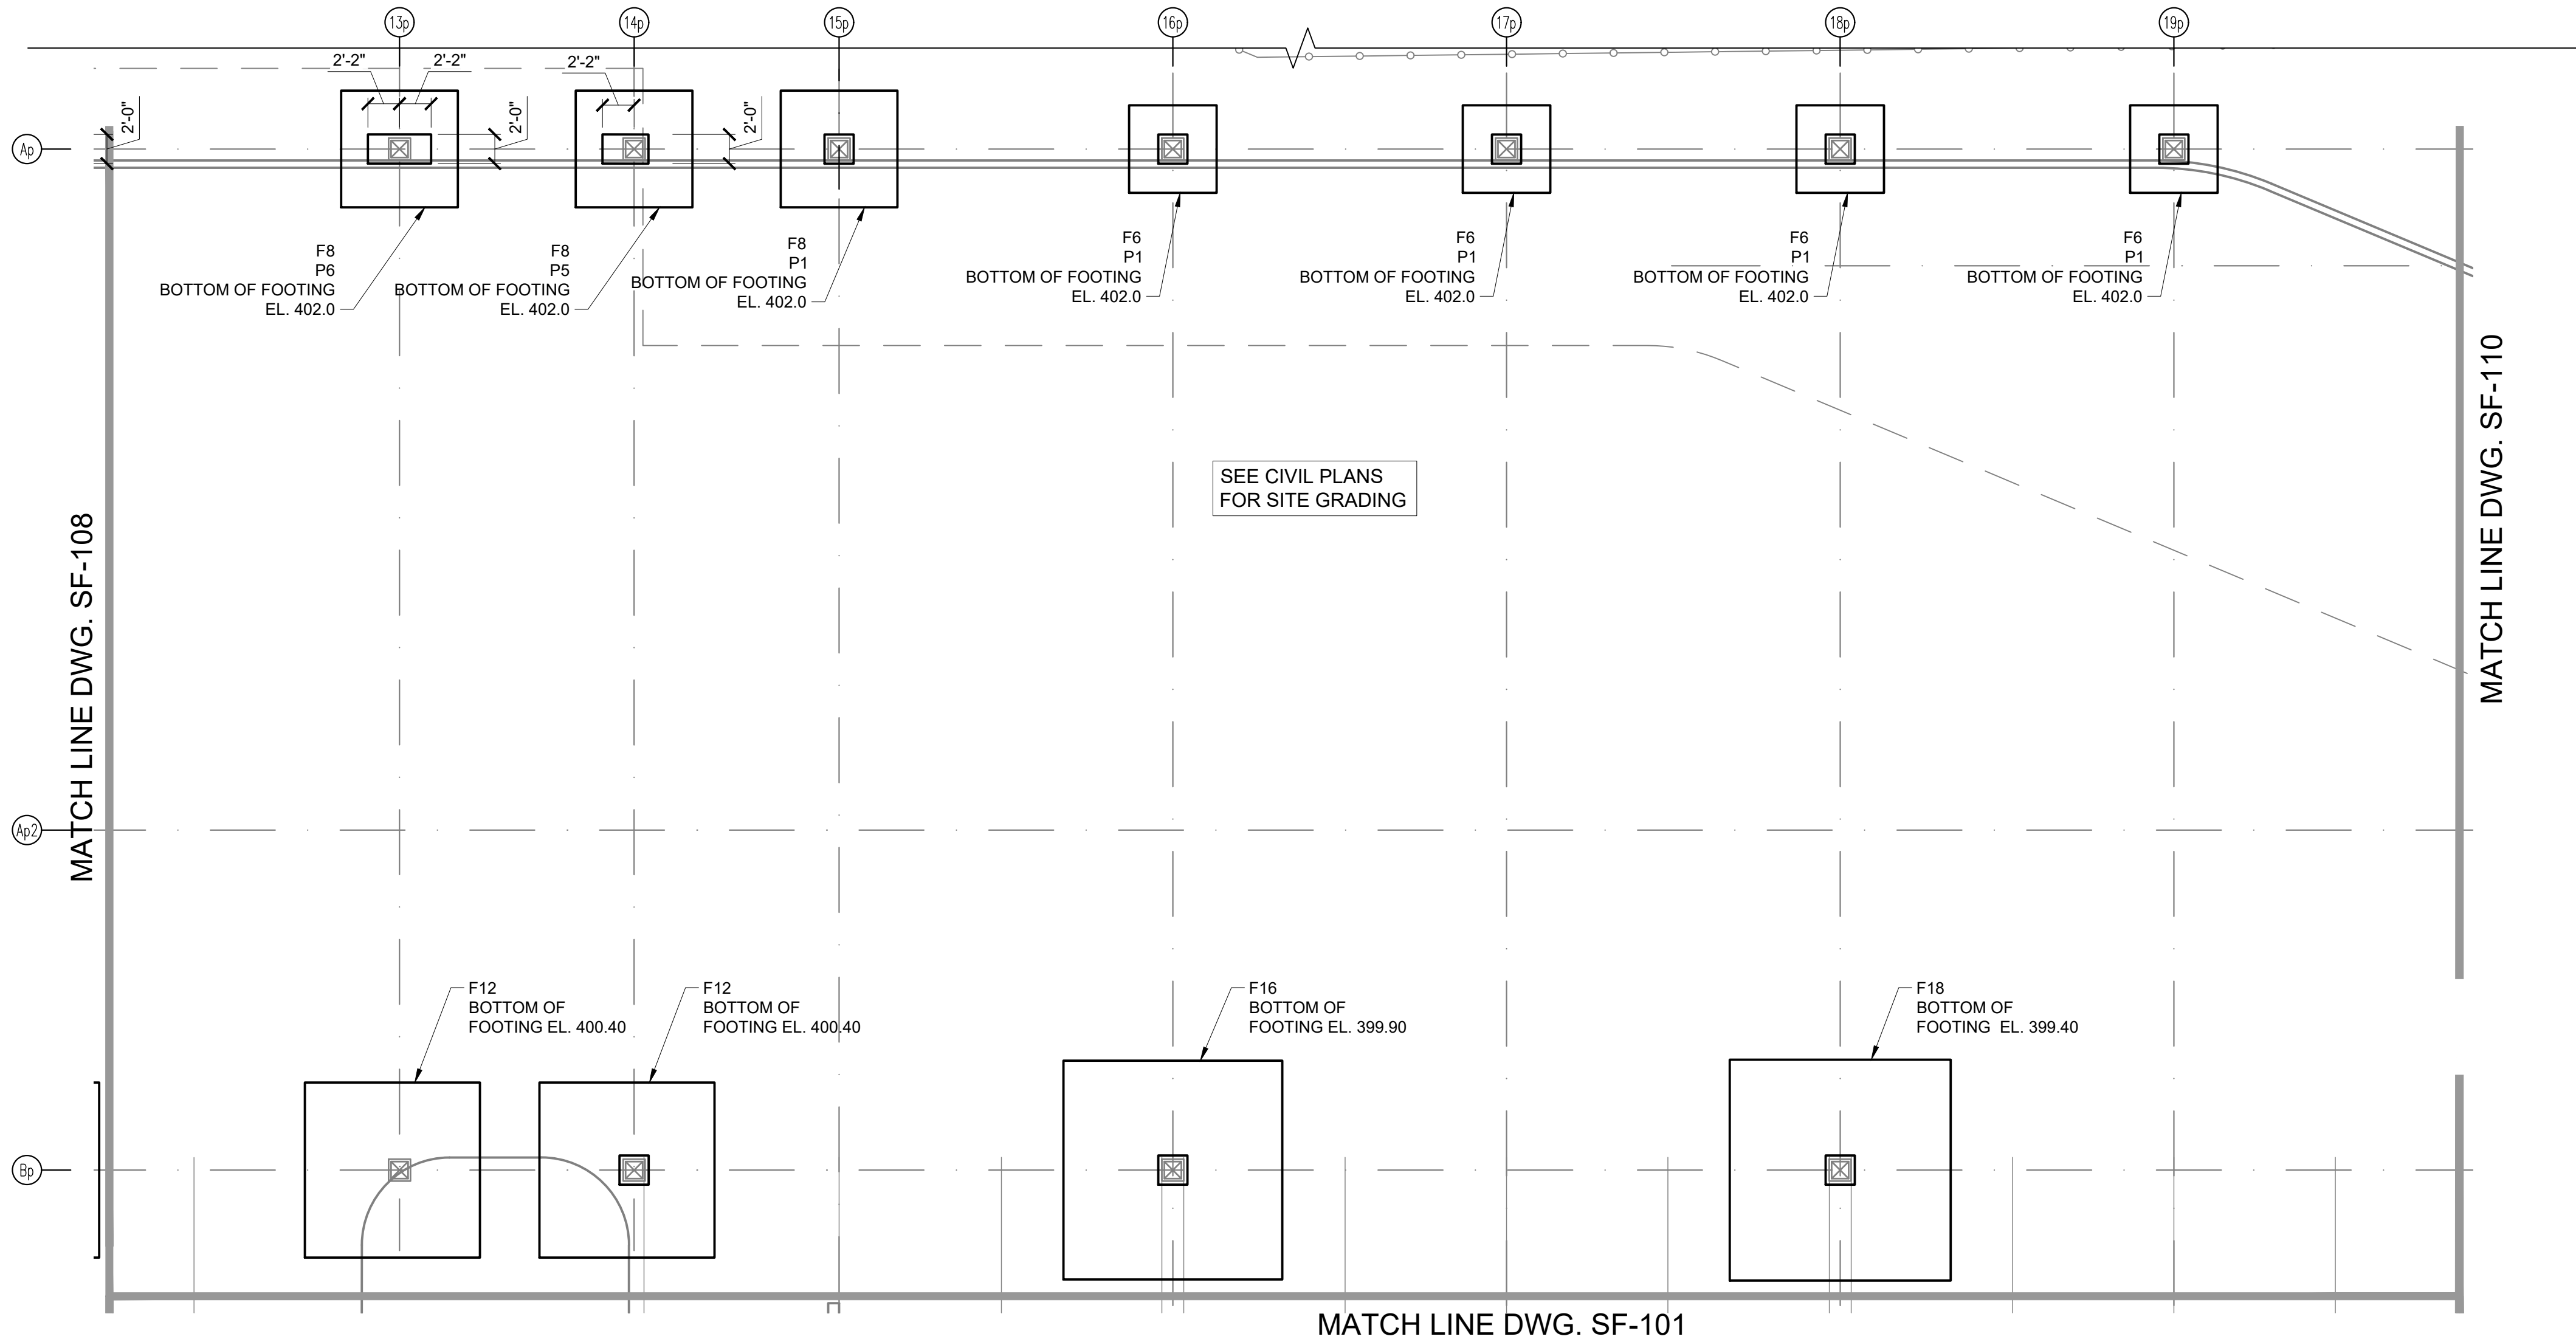 13p
14p
15p
16p
17p
18p
19p
2'-2"
2'-2"
2'-2"
2'-0"
2'-0"
2'-0"
Ap
F8
P6
BOTTOM OF FOOTING
EL. 402.0
F8
P5
BOTTOM OF FOOTING
EL. 402.0
F8
P1
BOTTOM OF FOOTING
EL. 402.0
F6
P1
BOTTOM OF FOOTING
EL. 402.0
F6
P1
BOTTOM OF FOOTING
EL. 402.0
F6
P1
BOTTOM OF FOOTING
EL. 402.0
F6
P1
BOTTOM OF FOOTING
EL. 402.0
SEE CIVIL PLANS
FOR SITE GRADING
MATCH LINE DWG. SF-108
MATCH LINE DWG. SF-110
Ap2
F12
BOTTOM OF
FOOTING EL. 400.40
F12
BOTTOM OF
FOOTING EL. 400.40
F16
BOTTOM OF
FOOTING EL. 399.90
F18
BOTTOM OF
FOOTING EL. 399.40
Bp
MATCH LINE DWG. SF-101